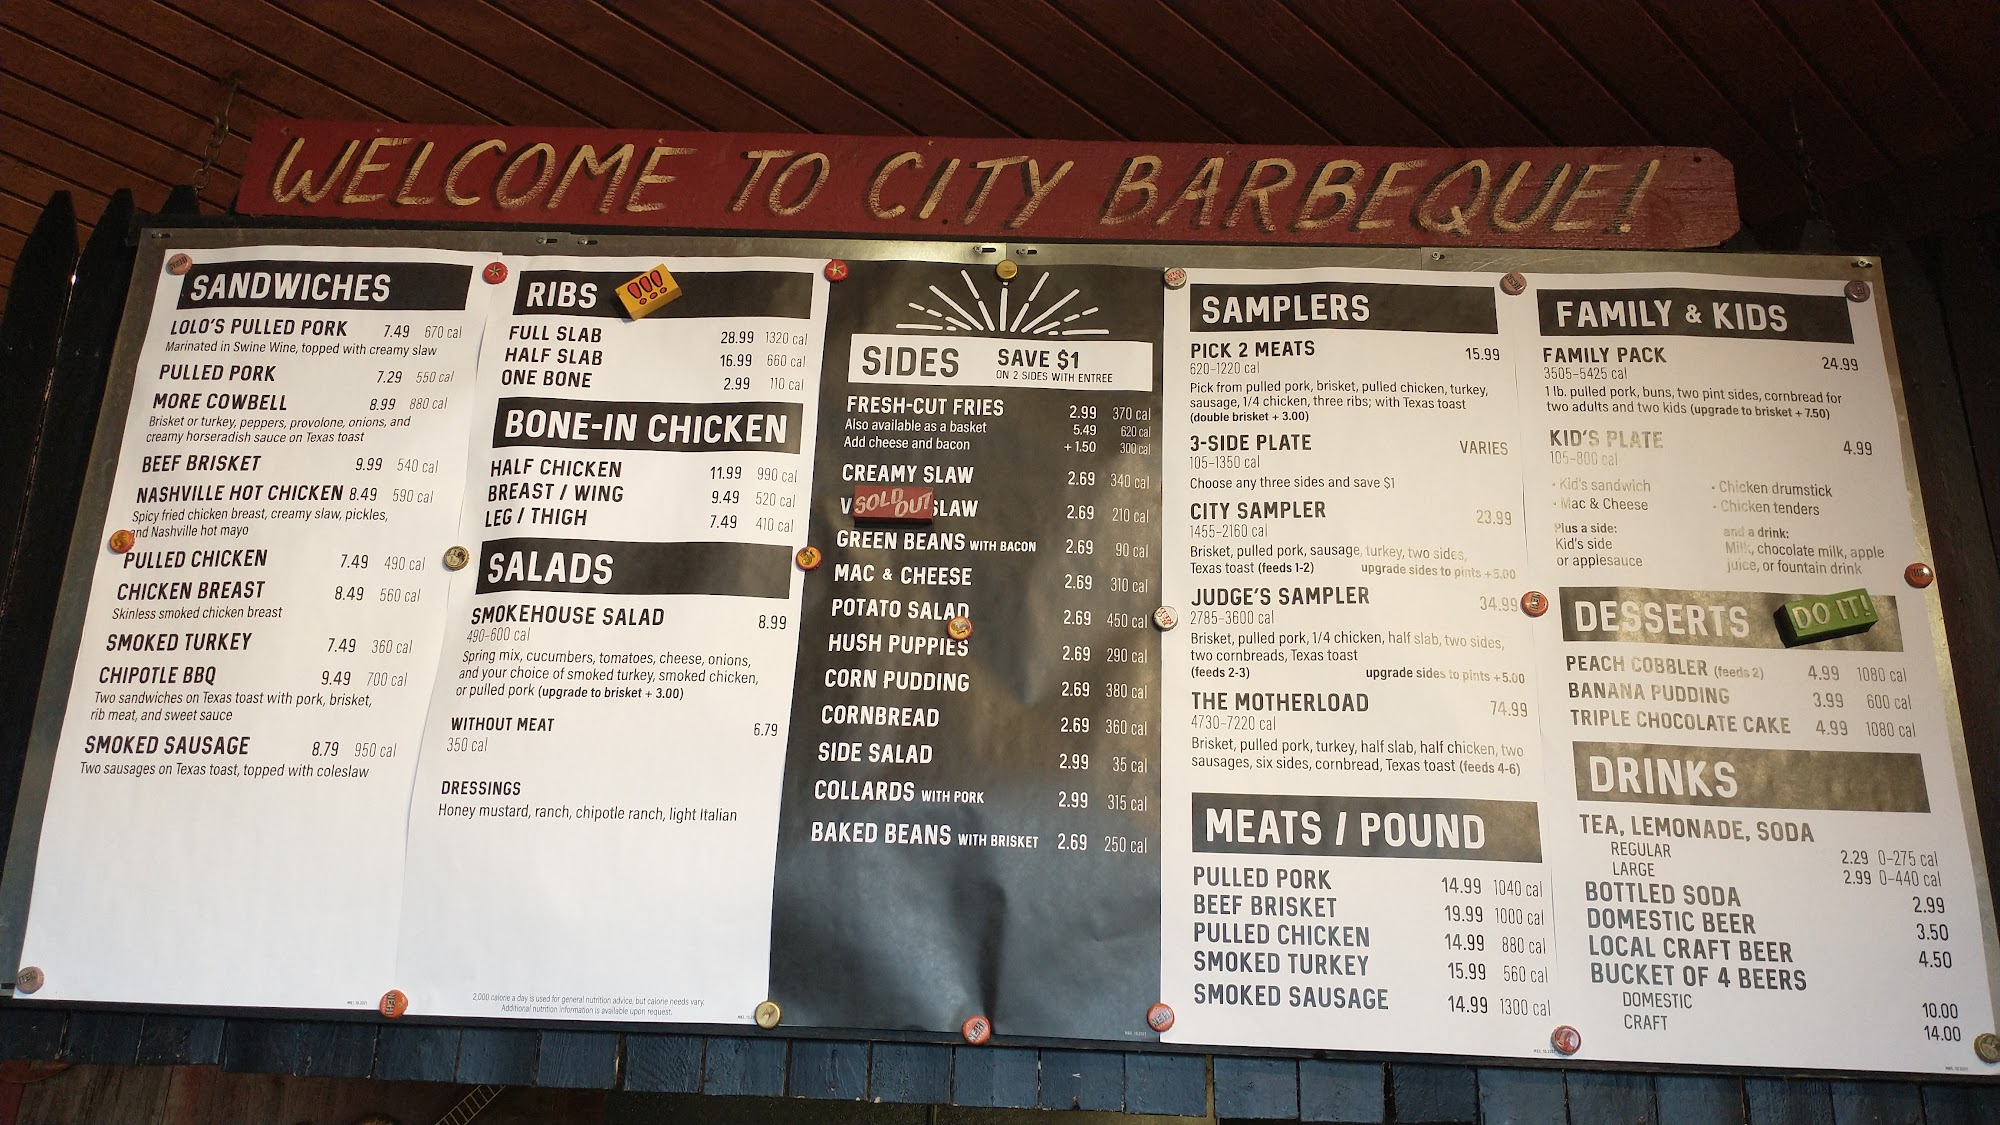 WELCOME TO CITY BARBEQUE!
SANDWICHES
LOLO'S PULLED PORK 7.49 670 cal
Marinated in Swine Wine, topped with creamy slaw
PULLED PORK 7.29 550 cal
MORE COWBELL 8.99 880 cal
Brisket or turkey, peppers, provolone, onions, and
creamy horseradish sauce on Texas toast
BEEF BRISKET 9.99 540 cal
NASHVILLE HOT CHICKEN 8.49 590 cal
Spicy fried chicken breast, creamy slaw, pickles,
and Nashville hot mayo
PULLED CHICKEN 7.49 490 cal
CHICKEN BREAST 8.49 560 cal
Skinless smoked chicken breast
SMOKED TURKEY 7.49 360 cal
CHIPOTLE BBQ 9.49 700 cal
Two sandwiches on Texas toast with pork, brisket,
rib meat, and sweet sauce
SMOKED SAUSAGE 8.79 950 cal
Two sausages on Texas toast, topped with coleslaw
RIBS !!!
FULL SLAB 28.99 1320 cal
HALF SLAB 16.99 660 cal
ONE BONE 2.99 110 cal
BONE-IN CHICKEN
HALF CHICKEN 11.99 990 cal
BREAST / WING 9.49 520 cal
LEG / THIGH 7.49 410 cal
SALADS
SMOKEHOUSE SALAD 8.99
490-600 cal
Spring mix, cucumbers, tomatoes, cheese, onions,
and your choice of smoked turkey, smoked chicken,
or pulled pork (upgrade to brisket + 3.00)
WITHOUT MEAT 6.79
350 cal
DRESSINGS
Honey mustard, ranch, chipotle ranch, light Italian
2,000 calorie a day is used for general nutrition advice, but calorie needs vary.
Additional nutrition information is available upon request.
SIDES SAVE $1
ON 2 SIDES WITH ENTREE
FRESH-CUT FRIES 2.99 370 cal
Also available as a basket 5.49 620 cal
Add cheese and bacon + 1.50 300 cal
CREAMY SLAW 2.69 340 cal
SOLD OUT SLAW 2.69 210 cal
GREEN BEANS WITH BACON 2.69 90 cal
MAC & CHEESE 2.69 310 cal
POTATO SALAD 2.69 450 cal
HUSH PUPPIES 2.69 290 cal
CORN PUDDING 2.69 380 cal
CORNBREAD 2.69 360 cal
SIDE SALAD 2.99 35 cal
COLLARDS WITH PORK 2.99 315 cal
BAKED BEANS WITH BRISKET 2.69 250 cal
SAMPLERS
PICK 2 MEATS 15.99
620-1220 cal
Pick from pulled pork, brisket, pulled chicken, turkey,
sausage, 1/4 chicken, three ribs; with Texas toast
(double brisket + 3.00)
3-SIDE PLATE VARIES
105-1350 cal
Choose any three sides and save $1
CITY SAMPLER 23.99
1455-2160 cal
Brisket, pulled pork, sausage, turkey, two sides,
Texas toast (feeds 1-2) upgrade sides to pints +5.00
JUDGE'S SAMPLER 34.99
2785-3600 cal
Brisket, pulled pork, 1/4 chicken, half slab, two sides,
two cornbreads, Texas toast
(feeds 2-3) upgrade sides to pints +5.00
THE MOTHERLOAD 74.99
4730-7220 cal
Brisket, pulled pork, turkey, half slab, half chicken, two
sausages, six sides, cornbread, Texas toast (feeds 4-6)
MEATS / POUND
PULLED PORK 14.99 1040 cal
BEEF BRISKET 19.99 1000 cal
PULLED CHICKEN 14.99 880 cal
SMOKED TURKEY 15.99 560 cal
SMOKED SAUSAGE 14.99 1300 cal
FAMILY & KIDS
FAMILY PACK 24.99
3505-5425 cal
1 lb. pulled pork, buns, two pint sides, cornbread for
two adults and two kids (upgrade to brisket + 7.50)
KID'S PLATE 4.99
105-800 cal
• Kid's sandwich • Chicken drumstick
• Mac & Cheese • Chicken tenders
Plus a side: and a drink:
Kid's side Milk, chocolate milk, apple
or applesauce juice, or fountain drink
DESSERTS DO IT!
PEACH COBBLER (feeds 2) 4.99 1080 cal
BANANA PUDDING 3.99 600 cal
TRIPLE CHOCOLATE CAKE 4.99 1080 cal
DRINKS
TEA, LEMONADE, SODA
REGULAR 2.29 0-275 cal
LARGE 2.99 0-440 cal
BOTTLED SODA 2.99
DOMESTIC BEER 3.50
LOCAL CRAFT BEER 4.50
BUCKET OF 4 BEERS
DOMESTIC 10.00
CRAFT 14.00